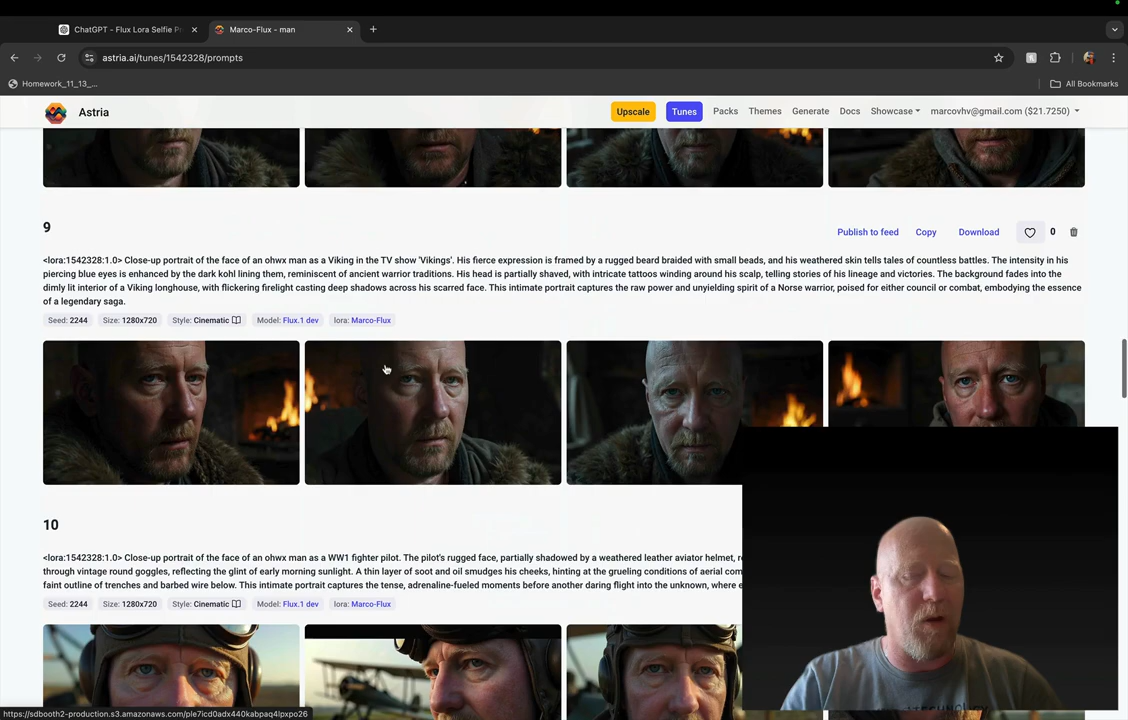 ChatGPT - Flux Lora Selfie Pr
Marco-Flux - man
astria.ai/tunes/1542328/prompts
Homework_11_13_...
All Bookmarks
Astria
Upscale
Tunes
Packs
Themes
Generate
Docs
Showcase
marcovhv@gmail.com ($21.7250)
9
Publish to feed
Copy
Download
0
<lora:1542328:1.0> Close-up portrait of the face of an ohwx man as a Viking in the TV show 'Vikings'. His fierce expression is framed by a rugged beard braided with small beads, and his weathered skin tells tales of countless battles. The intensity in his
piercing blue eyes is enhanced by the dark kohl lining them, reminiscent of ancient warrior traditions. His head is partially shaved, with intricate tattoos winding around his scalp, telling stories of his lineage and victories. The background fades into the
dimly lit interior of a Viking longhouse, with flickering firelight casting deep shadows across his scarred face. This intimate portrait captures the raw power and unyielding spirit of a Norse warrior, poised for either council or combat, embodying the essence
of a legendary saga.
Seed: 2244
Size: 1280x720
Style: Cinematic
Model: Flux.1 dev
lora: Marco-Flux
10
<lora:1542328:1.0> Close-up portrait of the face of an ohwx man as a WW1 fighter pilot. The pilot's rugged face, partially shadowed by a weathered leather aviator helmet, re
through vintage round goggles, reflecting the glint of early morning sunlight. A thin layer of soot and oil smudges his cheeks, hinting at the grueling conditions of aerial com
faint outline of trenches and barbed wire below. This intimate portrait captures the tense, adrenaline-fueled moments before another daring flight into the unknown, where e
Seed: 2244
Size: 1280x720
Style: Cinematic
Model: Flux.1 dev
lora: Marco-Flux
https://sdbooth2-production.s3.amazonaws.com/ple7icd0adx440kabpaq4lpxpo26